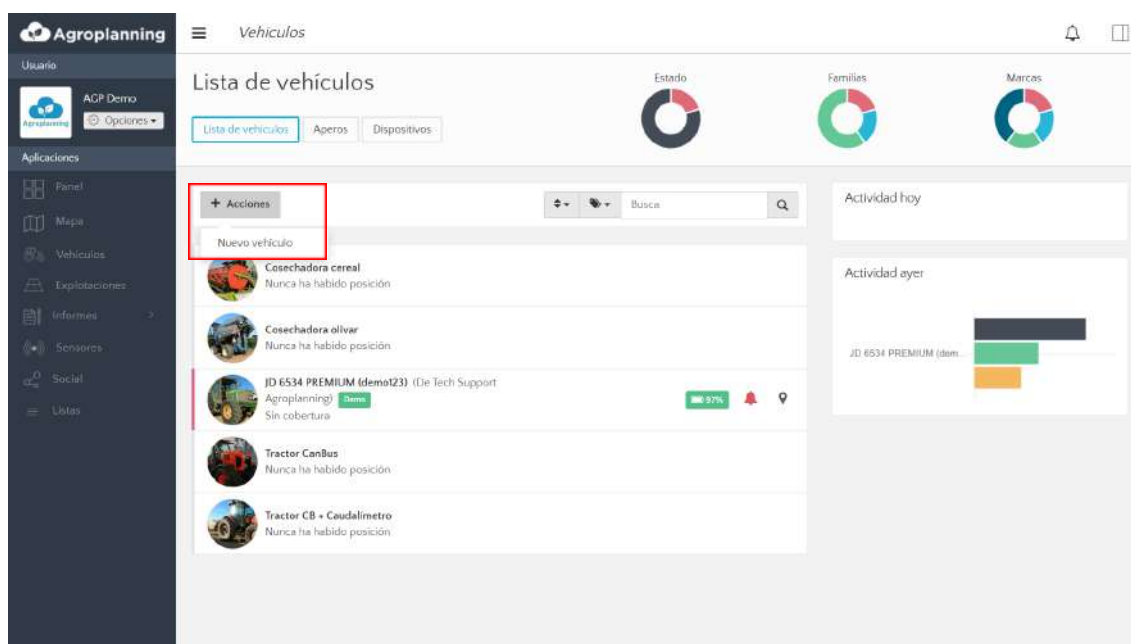 Agroplanning
Vehiculos
Usuario
AGP Demo
Opciones
Agroplanning
Aplicaciones
Panel
Mapa
Vehiculos
Explotaciones
Informes
Sensores
Social
Listas
Lista de vehículos
Lista de vehiculos Aperos Dispositivos
Estado Familias Marcas
+ Acciones
Nuevo vehículo
Busca
Cosechadora cereal
Nunca ha habido posición
Cosechadora olivar
Nunca ha habido posición
JD 6534 PREMIUM (demo123) (De Tech Support
Agroplanning) Demo
Sin cobertura
97%
Tractor CanBus
Nunca ha habido posición
Tractor CB + Caudalímetro
Nunca ha habido posición
Actividad hoy
Actividad ayer
JD 6534 PREMIUM (dem...